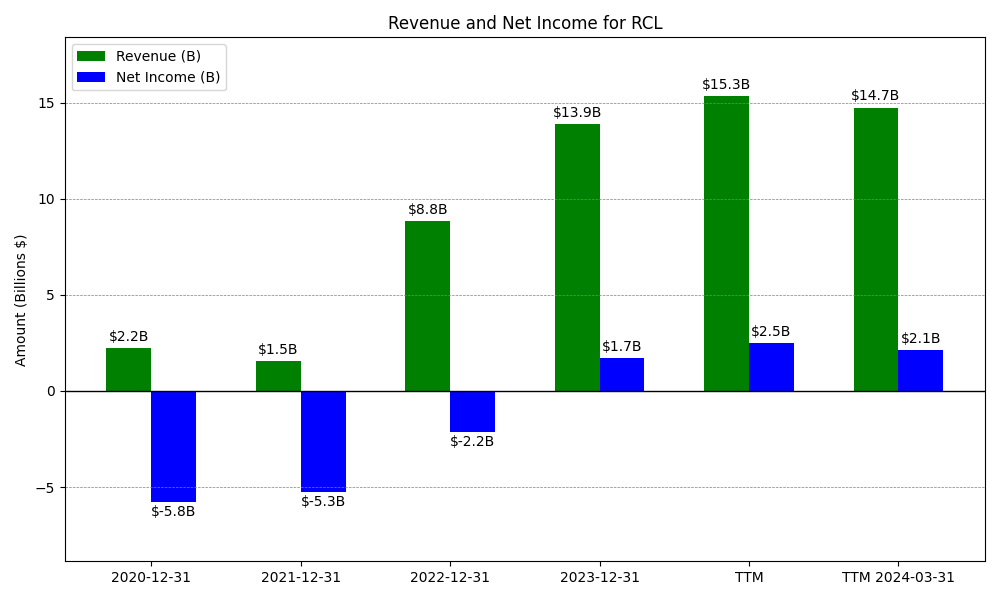 Revenue and Net Income for RCL
Revenue (B)
Net Income (B)
Amount (Billions $)
15
10
5
0
−5
$2.2B
$-5.8B
$1.5B
$-5.3B
$8.8B
$-2.2B
$13.9B
$1.7B
$15.3B
$2.5B
$14.7B
$2.1B
2020-12-31
2021-12-31
2022-12-31
2023-12-31
TTM
TTM 2024-03-31